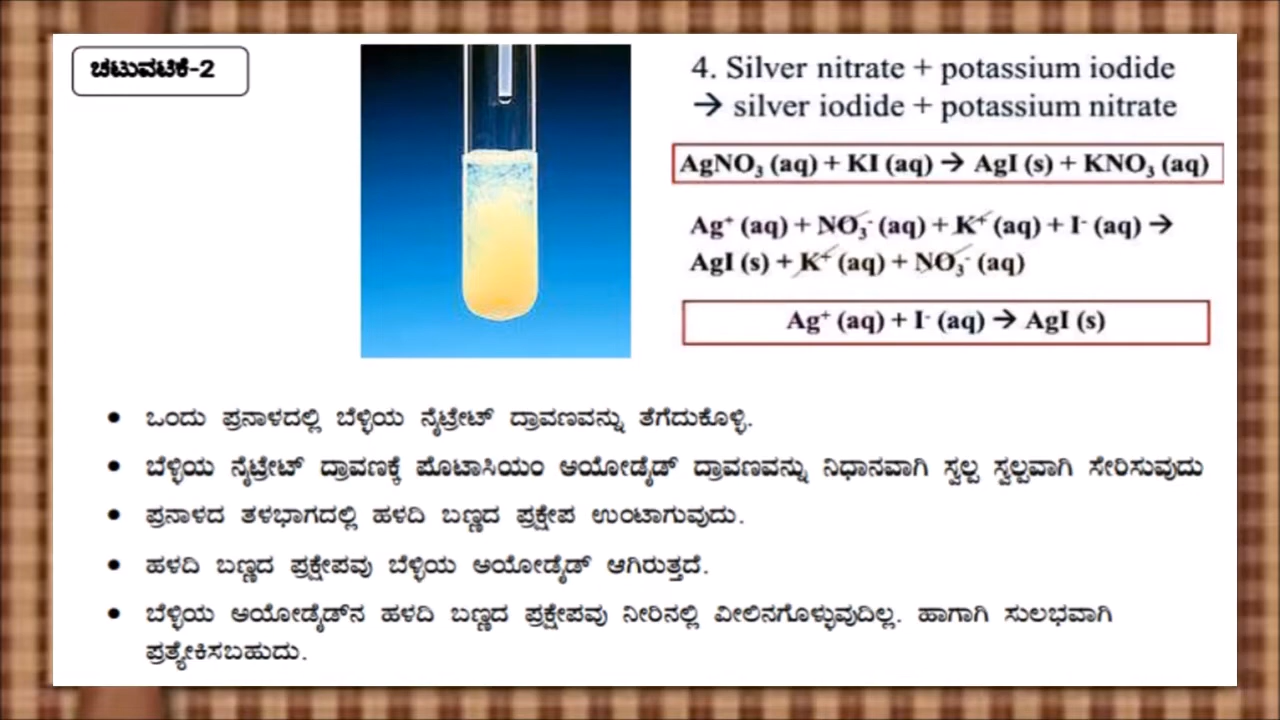 ಚಟುವಟಿಕೆ-2
4. Silver nitrate + potassium iodide
→ silver iodide + potassium nitrate
AgNO₃ (aq) + KI (aq) → AgI (s) + KNO₃ (aq)
Ag⁺ (aq) + NO₃⁻ (aq) + K⁺ (aq) + I⁻ (aq) →
AgI (s) + K⁺ (aq) + NO₃⁻ (aq)
Ag⁺ (aq) + I⁻ (aq) → AgI (s)
• ಒಂದು ಪ್ರನಾಳದಲ್ಲಿ ಬೆಳ್ಳಿಯ ನೈಟ್ರೇಟ್ ದ್ರಾವಣವನ್ನು ತೆಗೆದುಕೊಳ್ಳಿ.
• ಬೆಳ್ಳಿಯ ನೈಟ್ರೇಟ್ ದ್ರಾವಣಕ್ಕೆ ಪೊಟಾಸಿಯಂ ಆಯೋಡೈಡ್ ದ್ರಾವಣವನ್ನು ನಿಧಾನವಾಗಿ ಸ್ವಲ್ಪ ಸ್ವಲ್ಪವಾಗಿ ಸೇರಿಸುವುದು
• ಪ್ರನಾಳದ ತಳಭಾಗದಲ್ಲಿ ಹಳದಿ ಬಣ್ಣದ ಪ್ರಕ್ಷೇಪ ಉಂಟಾಗುವುದು.
• ಹಳದಿ ಬಣ್ಣದ ಪ್ರಕ್ಷೇಪವು ಬೆಳ್ಳಿಯ ಅಯೋಡೈಡ್ ಆಗಿರುತ್ತದೆ.
• ಬೆಳ್ಳಿಯ ಅಯೋಡೈಡ್‌ನ ಹಳದಿ ಬಣ್ಣದ ಪ್ರಕ್ಷೇಪವು ನೀರಿನಲ್ಲಿ ವೀಲಿನಗೊಳ್ಳುವುದಿಲ್ಲ. ಹಾಗಾಗಿ ಸುಲಭವಾಗಿ
ಪ್ರತ್ಯೇಕಿಸಬಹುದು.